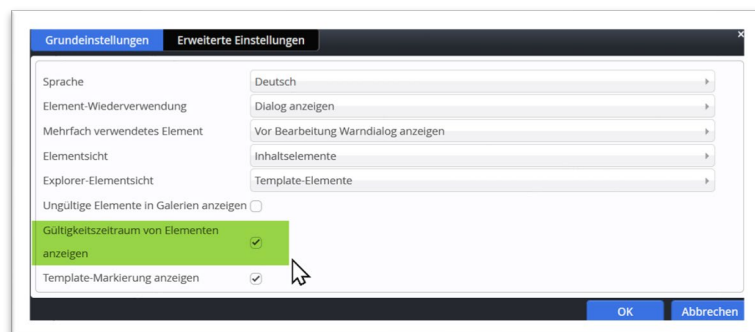 Grundeinstellungen Erweiterte Einstellungen
Sprache Deutsch
Element-Wiederverwendung Dialog anzeigen
Mehrfach verwendetes Element Vor Bearbeitung Warndialog anzeigen
Elementsicht Inhaltselemente
Explorer-Elementsicht Template-Elemente
Ungültige Elemente in Galerien anzeigen
Gültigkeitszeitraum von Elementen
anzeigen
Template-Markierung anzeigen
OK Abbrechen